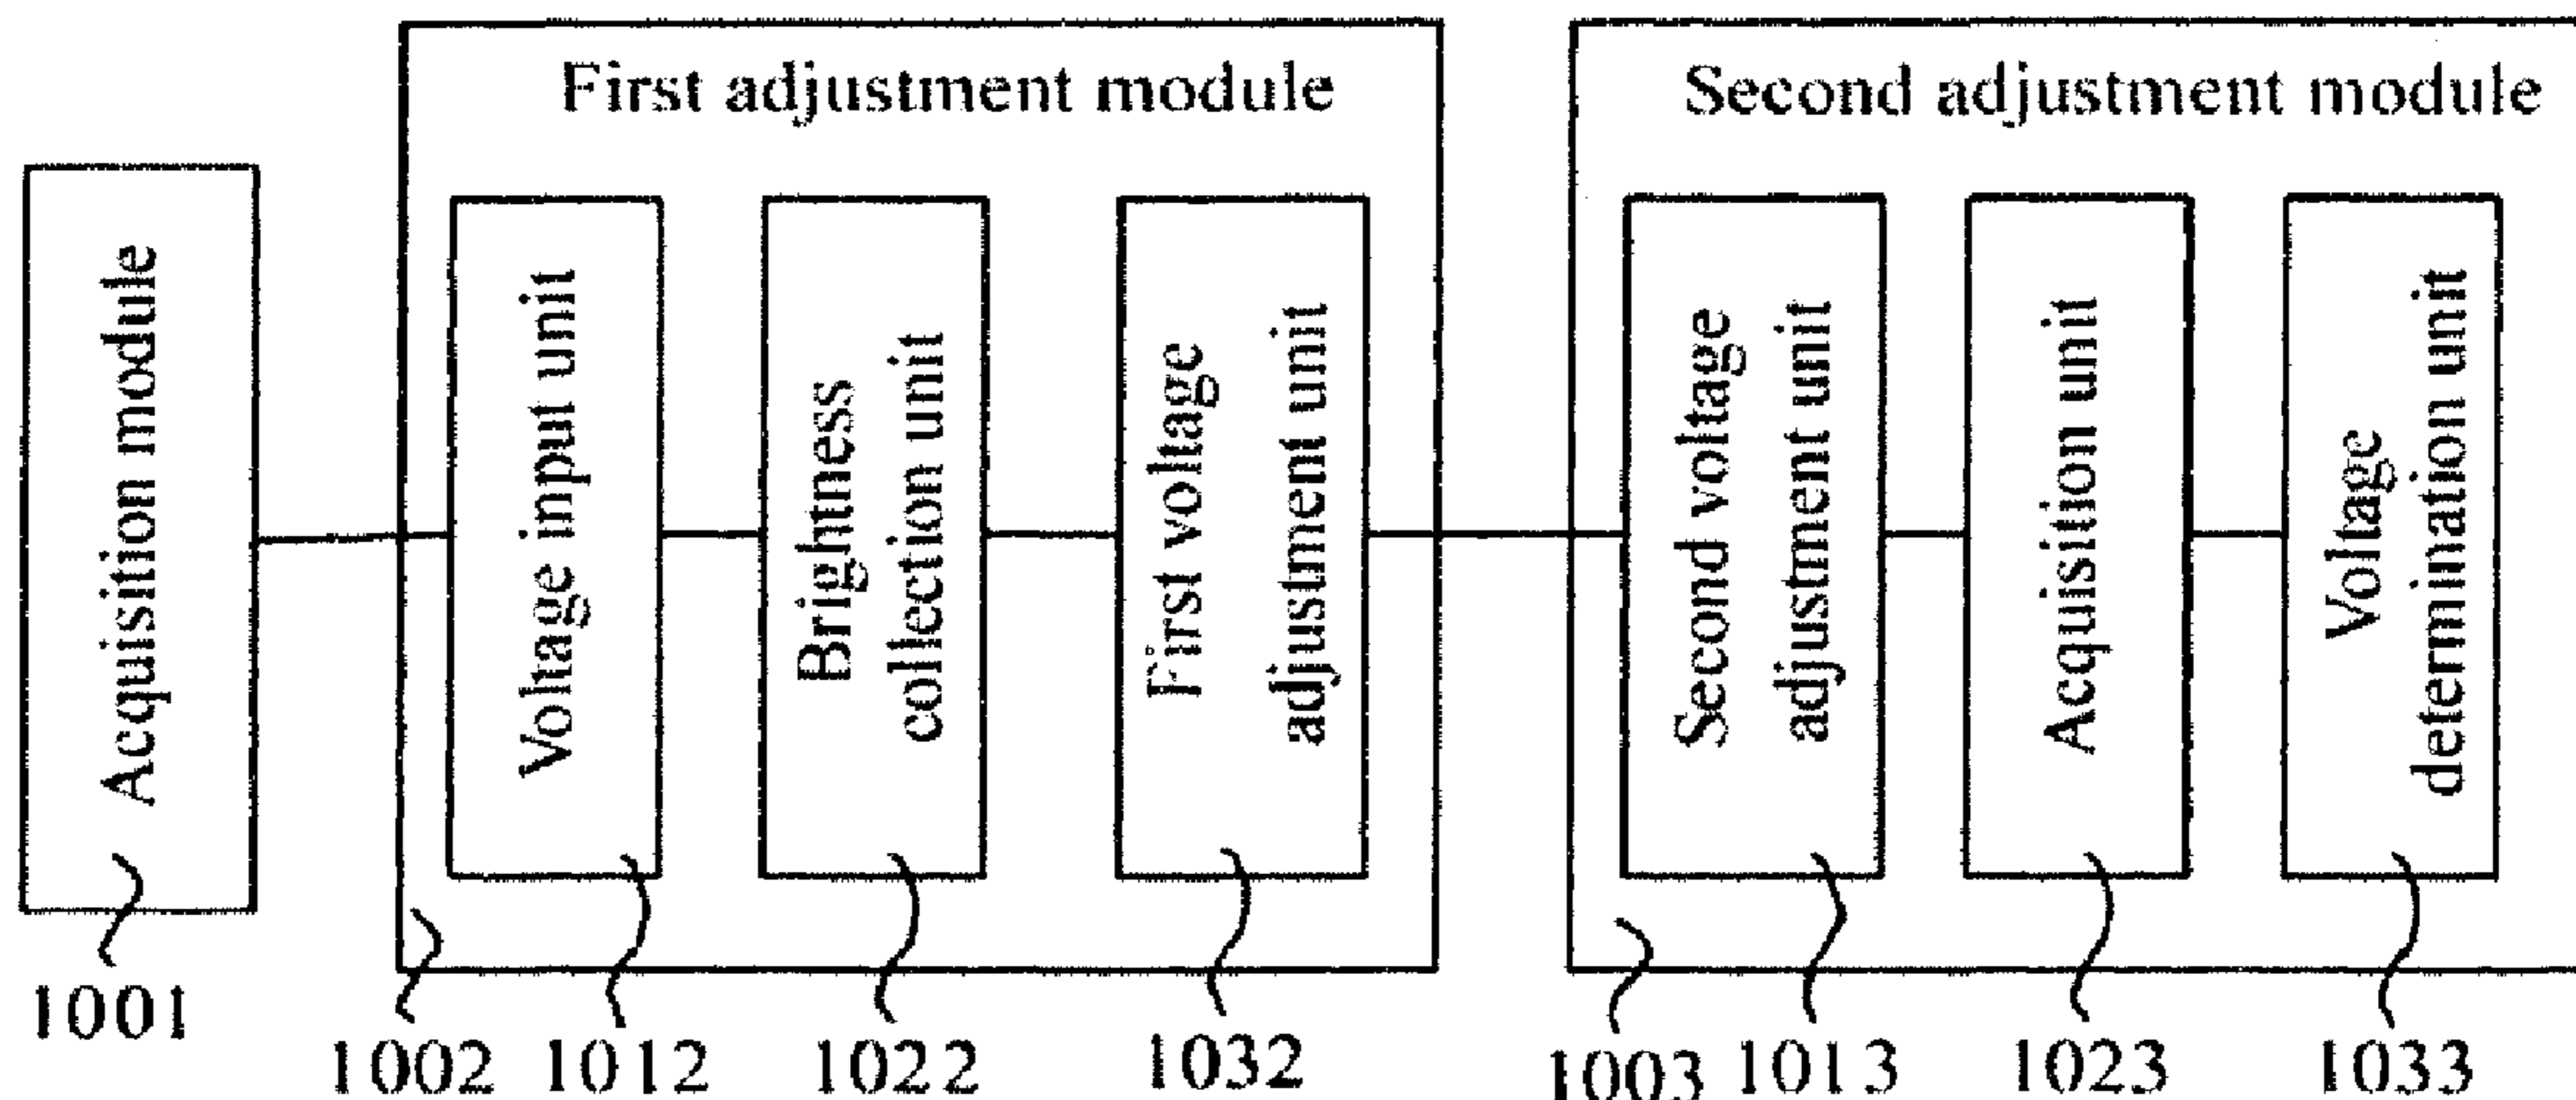 First adjustment module
Second adjustment module
Acquisition module
Voltage input unit
Brightness
collection unit
First voltage
adjustment unit
Second voltage
adjustment unit
Acquisition unit
Voltage
determination unit
1001
1002
1012
1022
1032
1003
1013
1023
1033